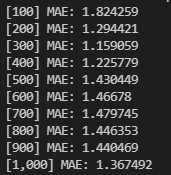 [100] MAE: 1.824259
[200] MAE: 1.294421
[300] MAE: 1.159059
[400] MAE: 1.225779
[500] MAE: 1.430449
[600] MAE: 1.46678
[700] MAE: 1.479745
[800] MAE: 1.446353
[900] MAE: 1.440469
[1,000] MAE: 1.367492